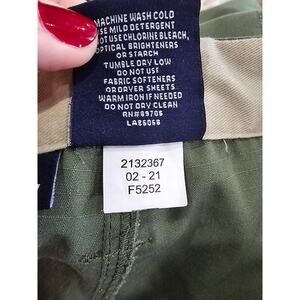 MACHINE WASH COLD
USE MILD DETERGENT
NOT USE CHLORINE BLEACH,
OPTICAL BRIGHTENERS
OR STARCH
TUMBLE DRY LOW
DO NOT USE
FABRIC SOFTENERS
OR DRYER SHEETS
WARM IRON IF NEEDED
DO NOT DRY CLEAN
RN#89705
2132367
02 - 21
F5252